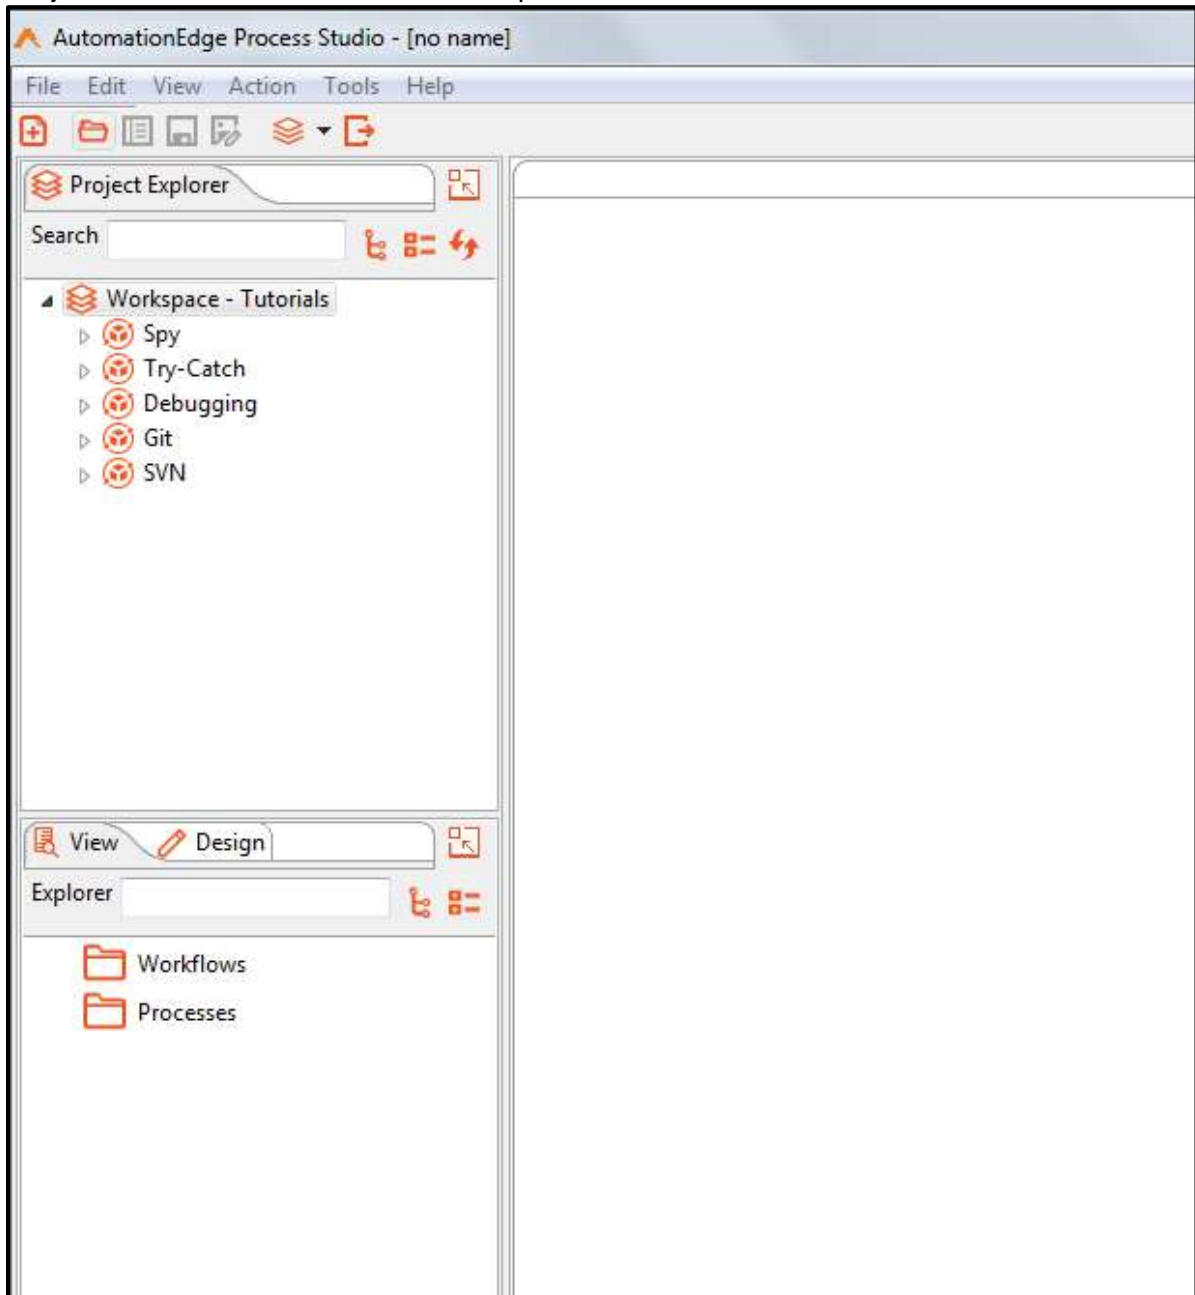 AutomationEdge Process Studio - [no name]
File Edit View Action Tools Help
Project Explorer
Search
Workspace - Tutorials
Spy
Try-Catch
Debugging
Git
SVN
View Design
Explorer
Workflows
Processes